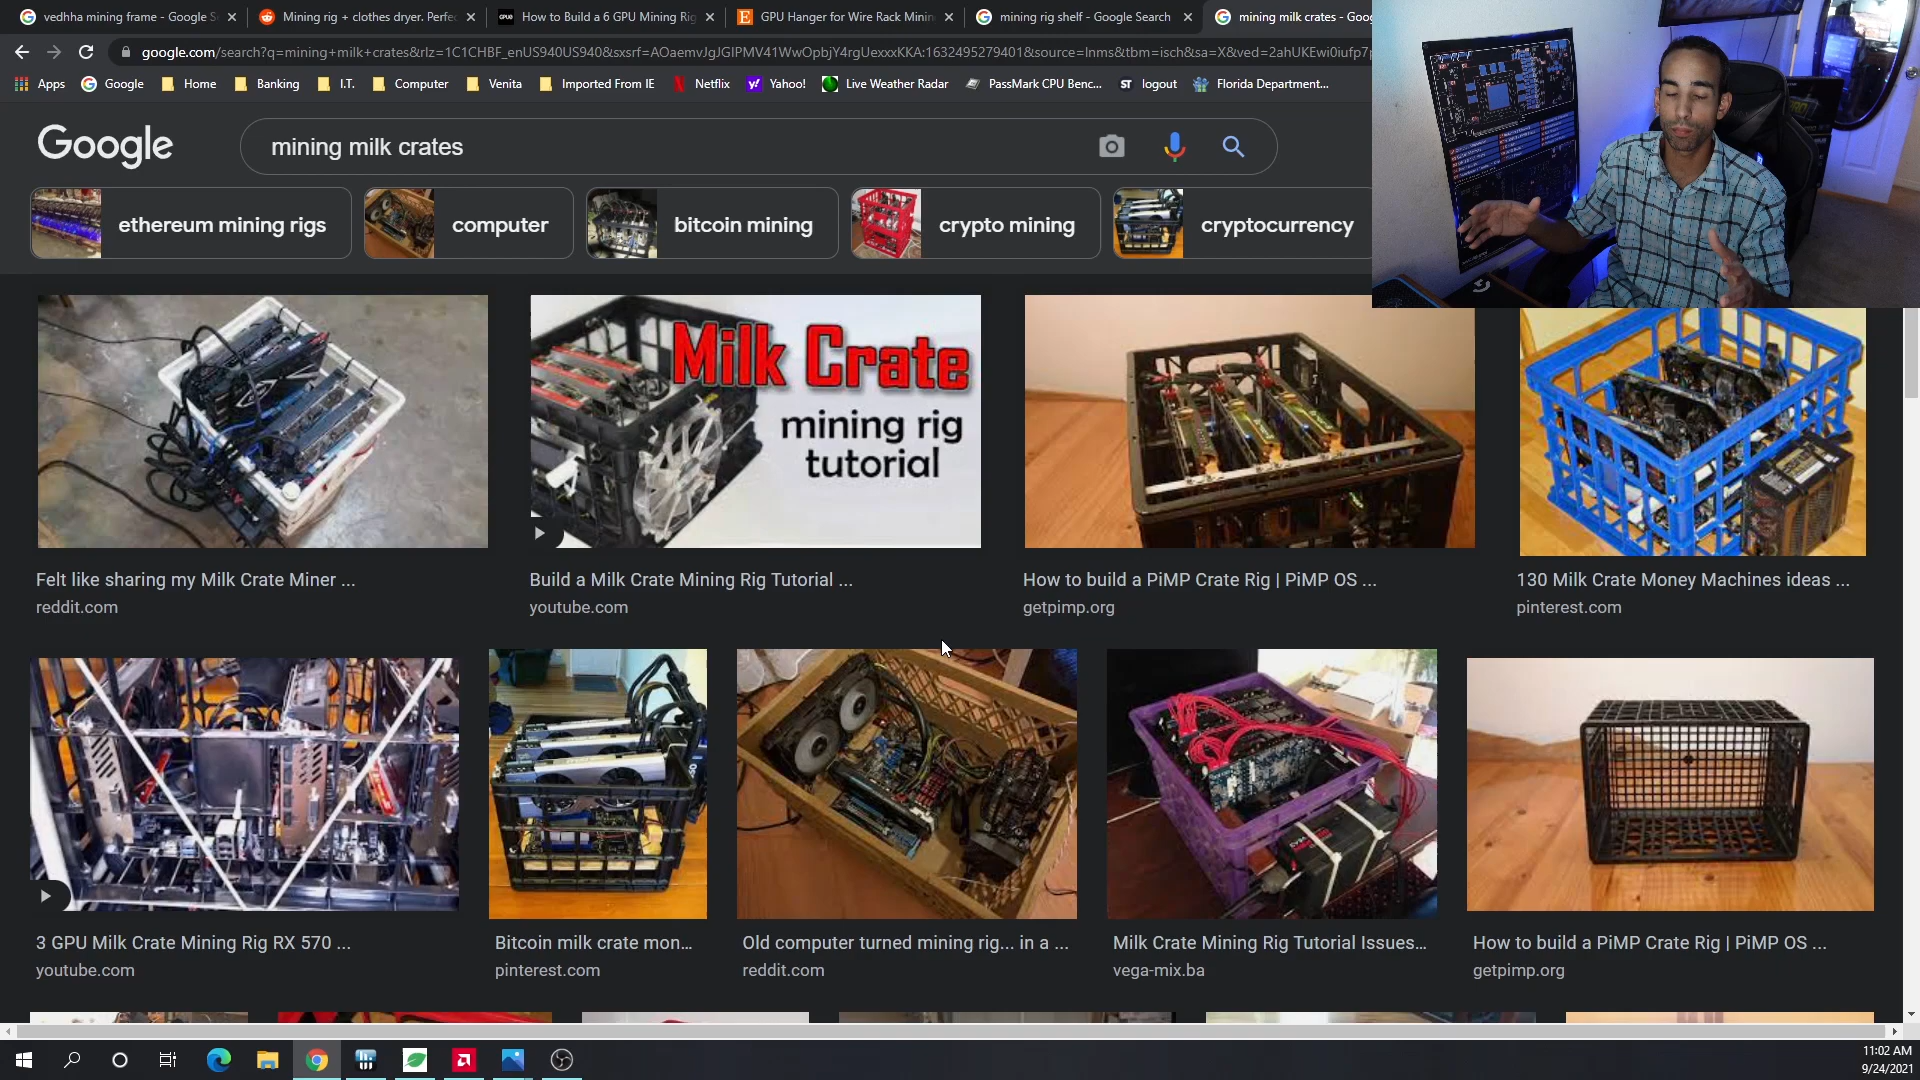 vedhha mining frame - Google S
Mining rig + clothes dryer. Perfec
How to Build a 6 GPU Mining Rig
GPU Hanger for Wire Rack Minin
mining rig shelf - Google Search
mining milk crates - Goog
google.com/search?q=mining+milk+crates&rlz=1C1CHBF_enUS940US940&sxsrf=AOaemvJgJGIPMV41WwOpbjY4rgUexxxKKA:1632495279401&source=lnms&tbm=isch&sa=X&ved=2ahUKEwi0iufp7
Apps
Google
Home
Banking
I.T.
Computer
Venita
Imported From IE
Netflix
Yahoo!
Live Weather Radar
PassMark CPU Benc...
ST logout
Florida Department...
Google
mining milk crates
ethereum mining rigs
computer
bitcoin mining
crypto mining
cryptocurrency
Milk Crate
mining rig
tutorial
Felt like sharing my Milk Crate Miner ...
reddit.com
Build a Milk Crate Mining Rig Tutorial ...
youtube.com
How to build a PiMP Crate Rig | PiMP OS ...
getpimp.org
130 Milk Crate Money Machines ideas ...
pinterest.com
3 GPU Milk Crate Mining Rig RX 570 ...
youtube.com
Bitcoin milk crate mon...
pinterest.com
Old computer turned mining rig... in a ...
reddit.com
Milk Crate Mining Rig Tutorial Issues...
vega-mix.ba
How to build a PiMP Crate Rig | PiMP OS ...
getpimp.org
11:02 AM
9/24/2021